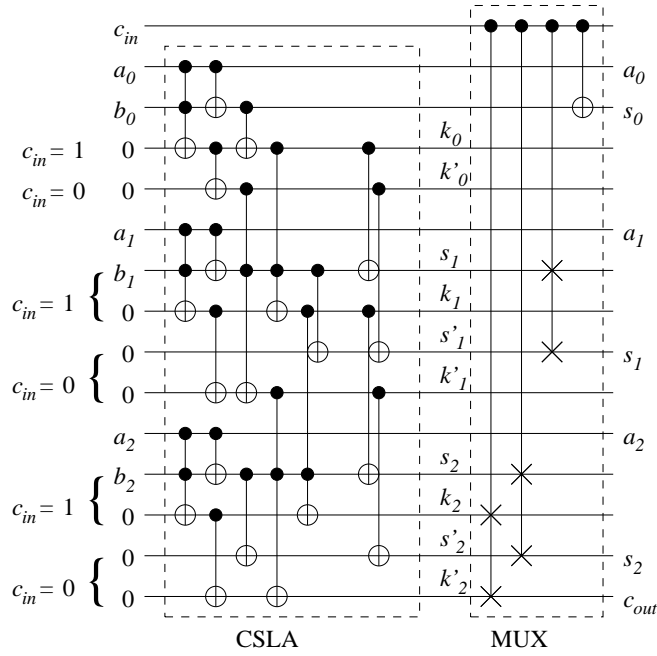 c_in
a_0 a_0
b_0 s_0
c_in = 1 0 k_0
c_in = 0 0 k'_0
a_1 a_1
b_1 s_1
c_in = 1 { 0 k_1
0 s'_1 s_1
c_in = 0 { 0 k'_1
a_2 a_2
b_2 s_2
c_in = 1 { 0 k_2
0 s'_2 s_2
c_in = 0 { 0 k'_2 c_out
CSLA MUX